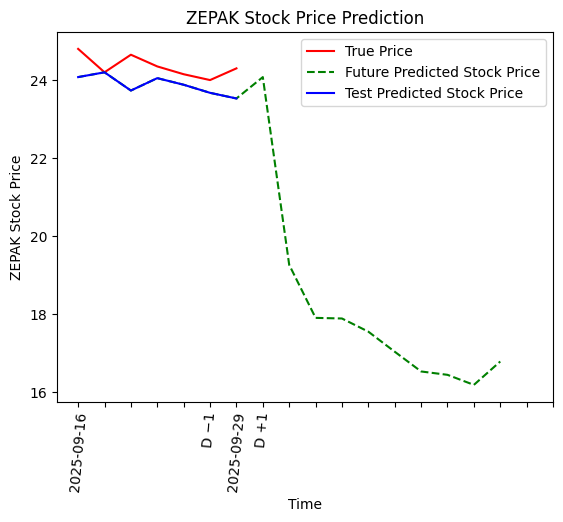 ZEPAK Stock Price Prediction
True Price
Future Predicted Stock Price
Test Predicted Stock Price
ZEPAK Stock Price
24
22
20
18
16
2025-09-16
D −1
2025-09-29
D +1
Time